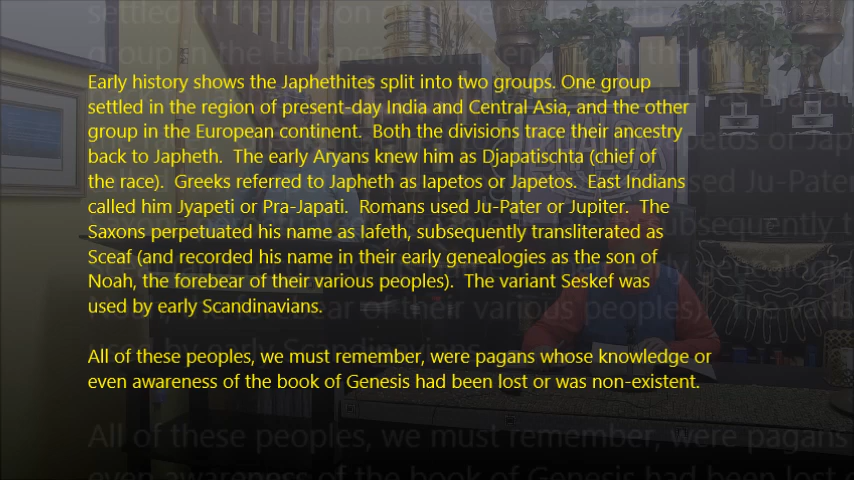 Early history shows the Japhethites split into two groups. One group
settled in the region of present-day India and Central Asia, and the other
group in the European continent.  Both the divisions trace their ancestry
back to Japheth.  The early Aryans knew him as Djapatischta (chief of
the race).  Greeks referred to Japheth as Iapetos or Japetos.  East Indians
called him Jyapeti or Pra-Japati.  Romans used Ju-Pater or Jupiter.  The
Saxons perpetuated his name as Iafeth, subsequently transliterated as
Sceaf (and recorded his name in their early genealogies as the son of
Noah, the forebear of their various peoples).  The variant Seskef was
used by early Scandinavians.
All of these peoples, we must remember, were pagans whose knowledge or
even awareness of the book of Genesis had been lost or was non-existent.